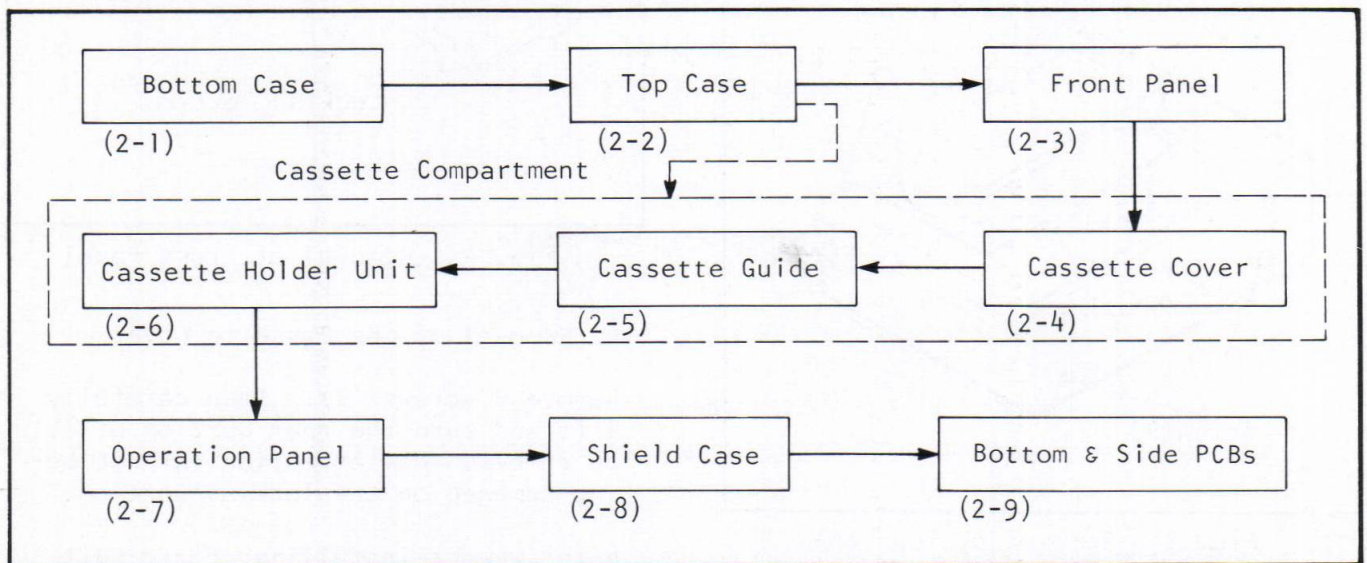 Bottom Case
Top Case
Front Panel
(2-1)
(2-2)
(2-3)
Cassette Compartment
Cassette Holder Unit
Cassette Guide
Cassette Cover
(2-6)
(2-5)
(2-4)
Operation Panel
Shield Case
Bottom & Side PCBs
(2-7)
(2-8)
(2-9)